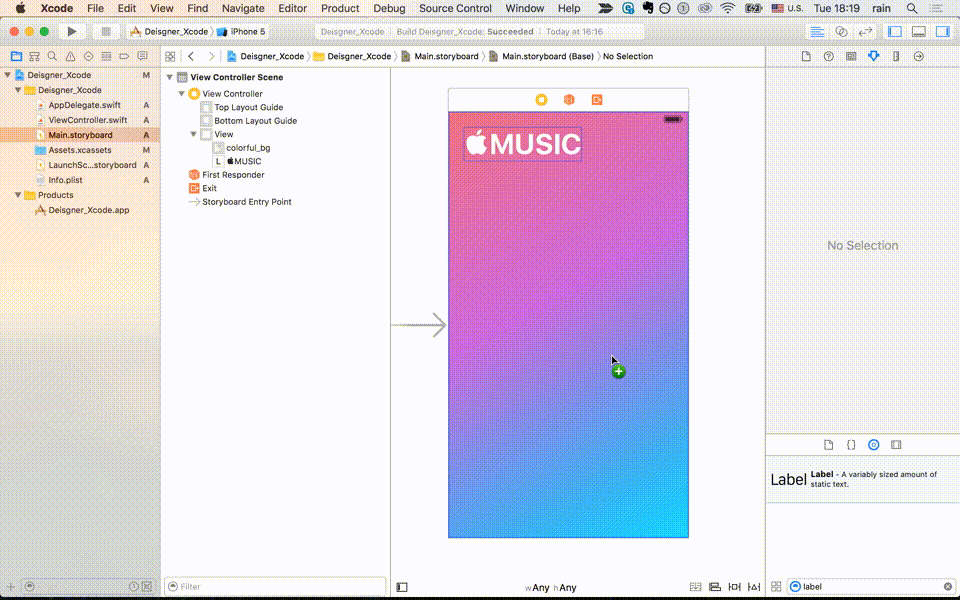 Xcode File Edit View Find Navigate Editor Product Debug Source Control Window Help U.S. Tue 18:19 rain
Deisgner_Xcode iPhone 5
Deisgner_Xcode Build Deisgner_Xcode: Succeeded Today at 16:16
Deisgner_Xcode Deisgner_Xcode Main.storyboard Main.storyboard (Base) No Selection
Deisgner_Xcode M
Deisgner_Xcode
AppDelegate.swift A
ViewController.swift A
Main.storyboard A
Assets.xcassets M
LaunchSc...storyboard A
Info.plist A
Products
Deisgner_Xcode.app
View Controller Scene
View Controller
Top Layout Guide
Bottom Layout Guide
View
colorful_bg
L MUSIC
First Responder
Exit
Storyboard Entry Point
MUSIC
No Selection
Label Label - A variably sized amount of
static text.
Filter
wAny hAny
label